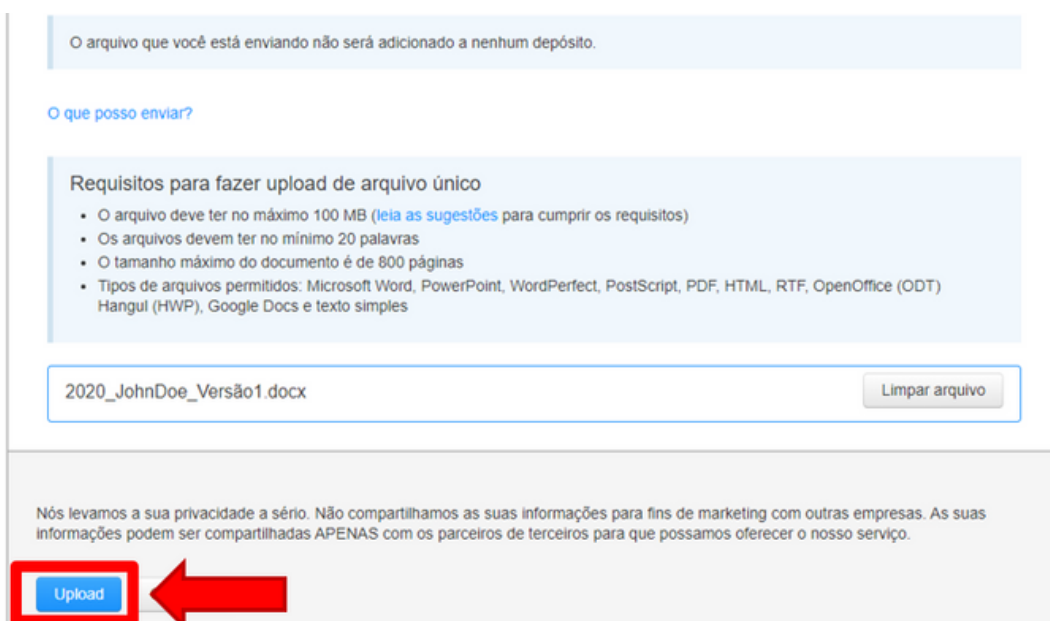 O arquivo que você está enviando não será adicionado a nenhum depósito.
O que posso enviar?
Requisitos para fazer upload de arquivo único
• O arquivo deve ter no máximo 100 MB (leia as sugestões para cumprir os requisitos)
• Os arquivos devem ter no mínimo 20 palavras
• O tamanho máximo do documento é de 800 páginas
• Tipos de arquivos permitidos: Microsoft Word, PowerPoint, WordPerfect, PostScript, PDF, HTML, RTF, OpenOffice (ODT)
Hangul (HWP), Google Docs e texto simples
2020_JohnDoe_Versão1.docx
Limpar arquivo
Nós levamos a sua privacidade a sério. Não compartilhamos as suas informações para fins de marketing com outras empresas. As suas
informações podem ser compartilhadas APENAS com os parceiros de terceiros para que possamos oferecer o nosso serviço.
Upload